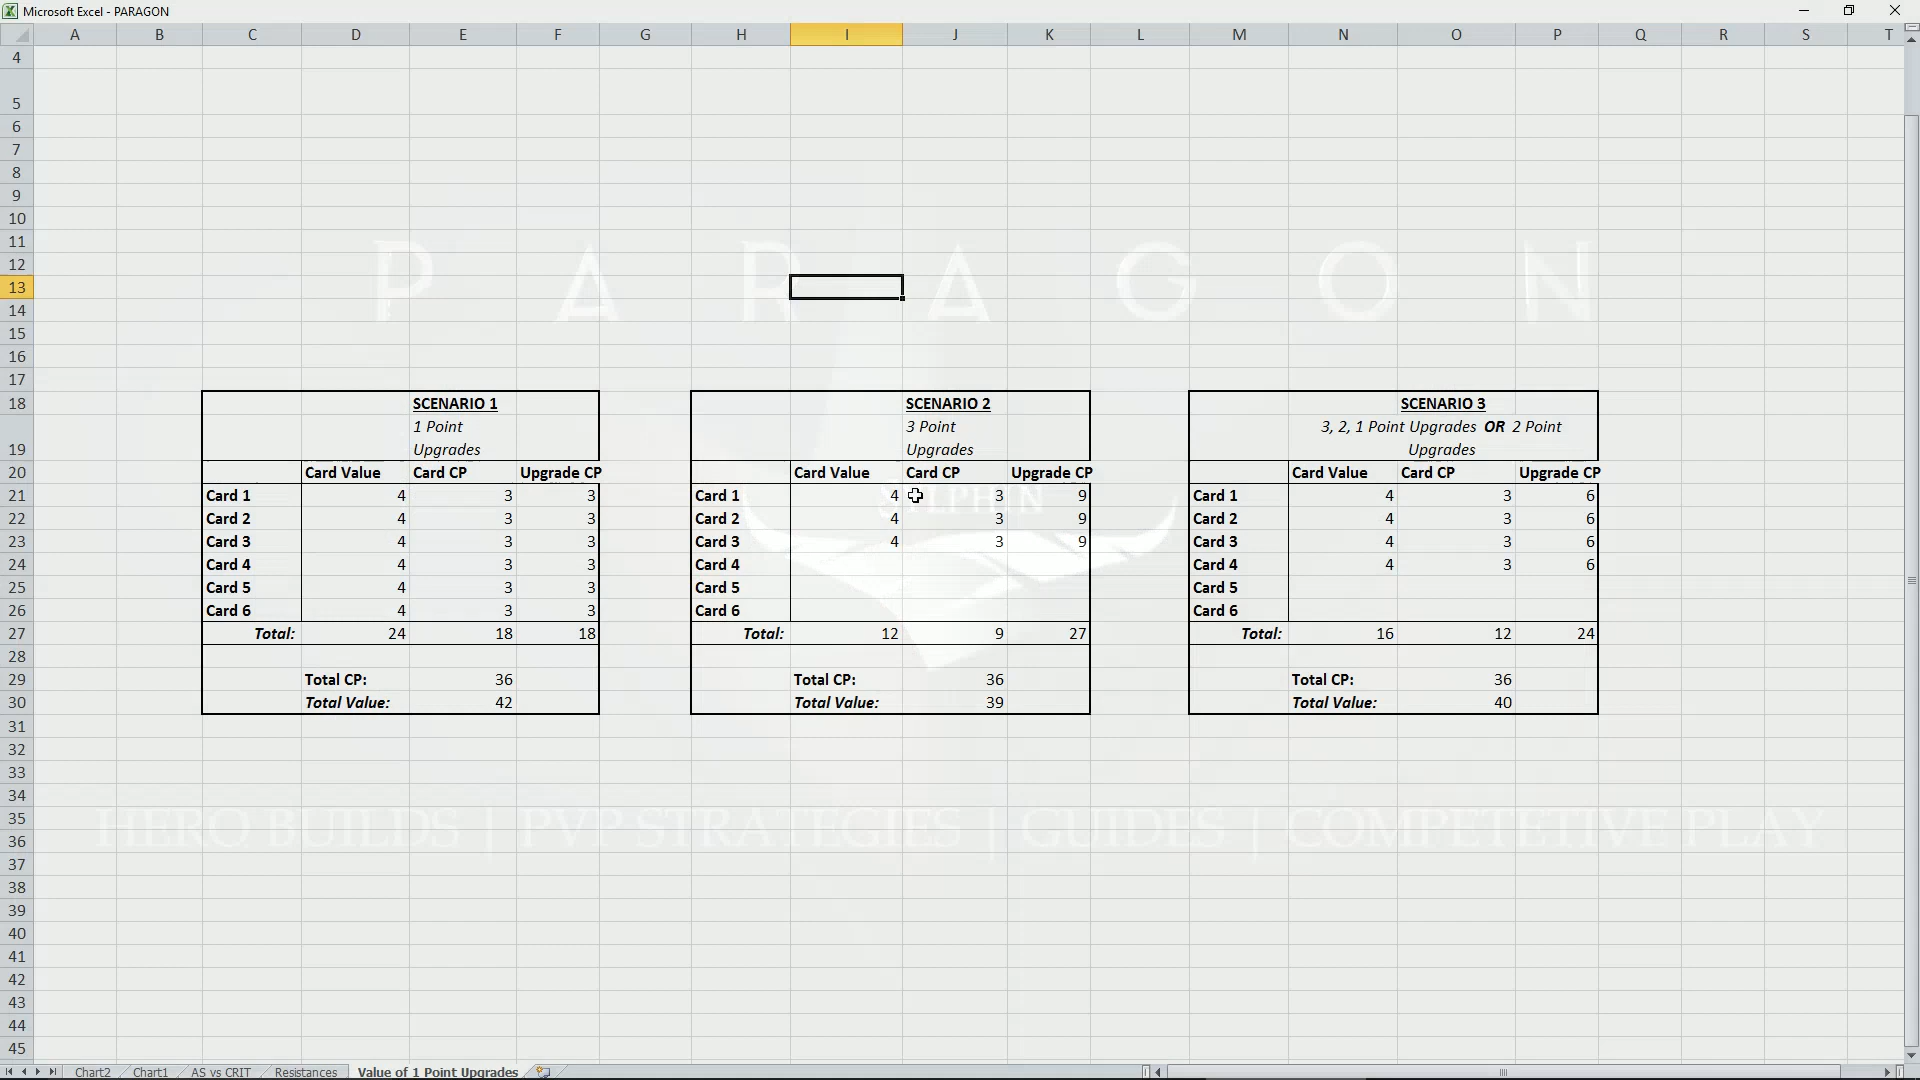 Microsoft Excel - PARAGON
A B C D E F G H I J K L M N O P Q R S T
4
5
6
7
8
9
10
11
12
P A R A G O N
13
14
15
16
17
18 SCENARIO 1 SCENARIO 2 SCENARIO 3
1 Point 3 Point 3, 2, 1 Point Upgrades OR 2 Point
19 Upgrades Upgrades Upgrades
20 Card Value Card CP Upgrade CP Card Value Card CP Upgrade CP Card Value Card CP Upgrade CP
21 Card 1 4 3 3 Card 1 4 3 9 Card 1 4 3 6
22 Card 2 4 3 3 Card 2 4 3 9 Card 2 4 3 6
23 Card 3 4 3 3 Card 3 4 3 9 Card 3 4 3 6
24 Card 4 4 3 3 Card 4 Card 4 4 3 6
25 Card 5 4 3 3 Card 5 Card 5
26 Card 6 4 3 3 Card 6 Card 6
27 Total: 24 18 18 Total: 12 9 27 Total: 16 12 24
28
29 Total CP: 36 Total CP: 36 Total CP: 36
30 Total Value: 42 Total Value: 39 Total Value: 40
31
32
33
34
35
HERO BUILDS | PVP STRATEGIES | GUIDES | COMPETETIVE PLAY
36
37
38
39
40
41
42
43
44
45
Chart2 Chart1 AS vs CRIT Resistances Value of 1 Point Upgrades